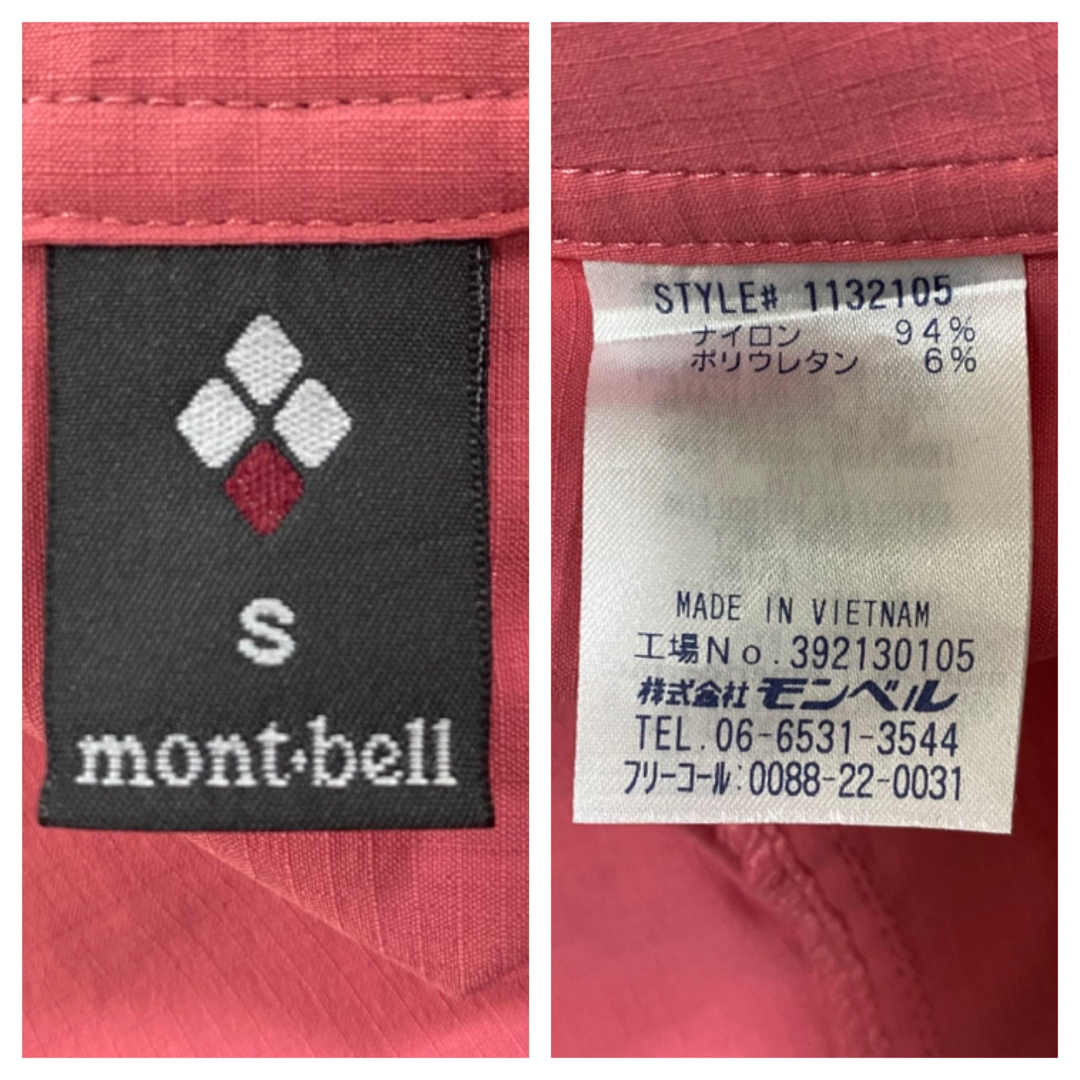 S
mont·bell
STYLE# 1132105
ナイロン 94%
ポリウレタン 6%
MADE IN VIETNAM
工場No.392130105
株式会社モンベル
TEL.06-6531-3544
フリーコール:0088-22-0031